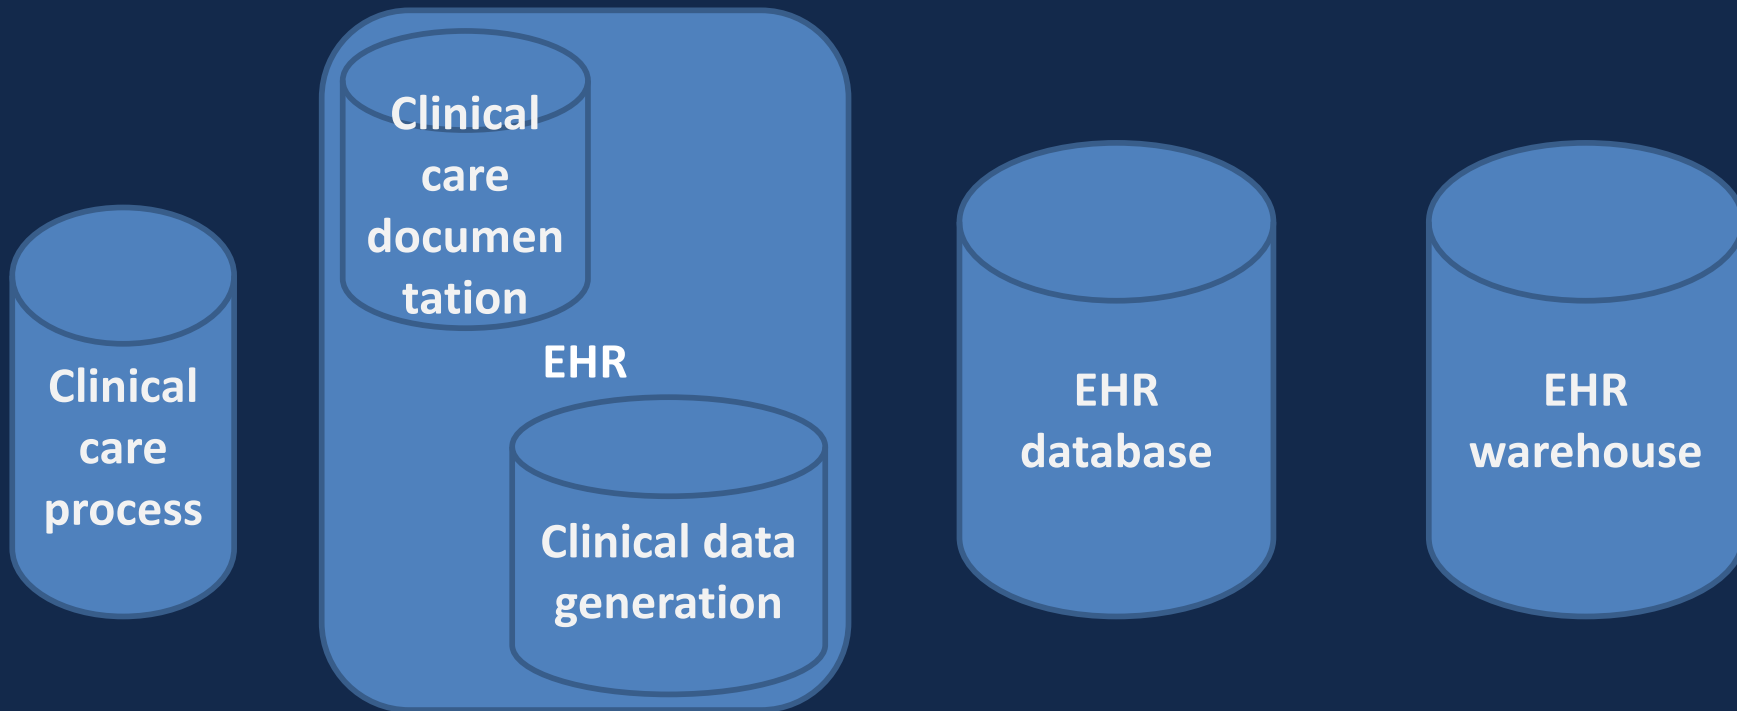 Clinical
care
process
Clinical
care
documen
tation
EHR
Clinical data
generation
EHR
database
EHR
warehouse